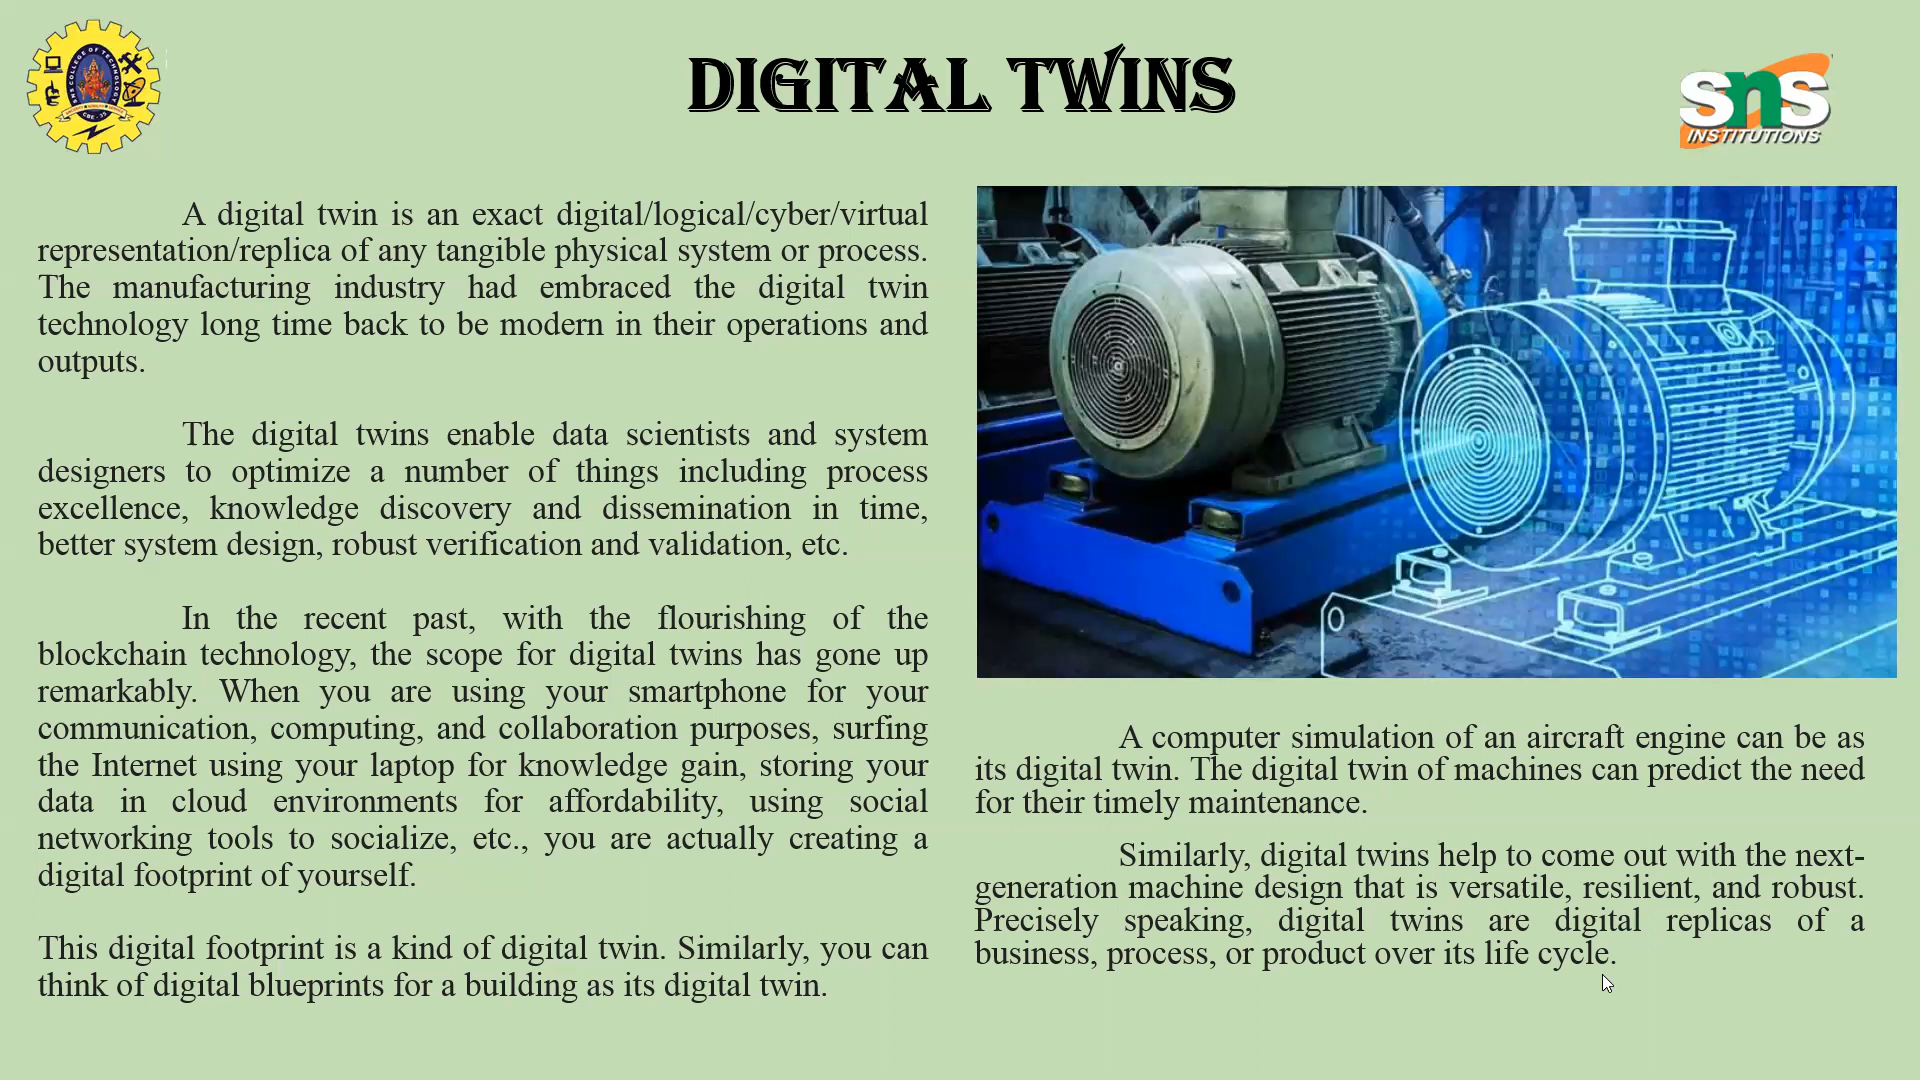 DIGITAL TWINS
SNS COLLEGE OF TECHNOLOGY
CBE - 35
sns
INSTITUTIONS
A digital twin is an exact digital/logical/cyber/virtual
representation/replica of any tangible physical system or process.
The manufacturing industry had embraced the digital twin
technology long time back to be modern in their operations and
outputs.
The digital twins enable data scientists and system
designers to optimize a number of things including process
excellence, knowledge discovery and dissemination in time,
better system design, robust verification and validation, etc.
In the recent past, with the flourishing of the
blockchain technology, the scope for digital twins has gone up
remarkably. When you are using your smartphone for your
communication, computing, and collaboration purposes, surfing
the Internet using your laptop for knowledge gain, storing your
data in cloud environments for affordability, using social
networking tools to socialize, etc., you are actually creating a
digital footprint of yourself.
This digital footprint is a kind of digital twin. Similarly, you can
think of digital blueprints for a building as its digital twin.
A computer simulation of an aircraft engine can be as
its digital twin. The digital twin of machines can predict the need
for their timely maintenance.
Similarly, digital twins help to come out with the next-
generation machine design that is versatile, resilient, and robust.
Precisely speaking, digital twins are digital replicas of a
business, process, or product over its life cycle.